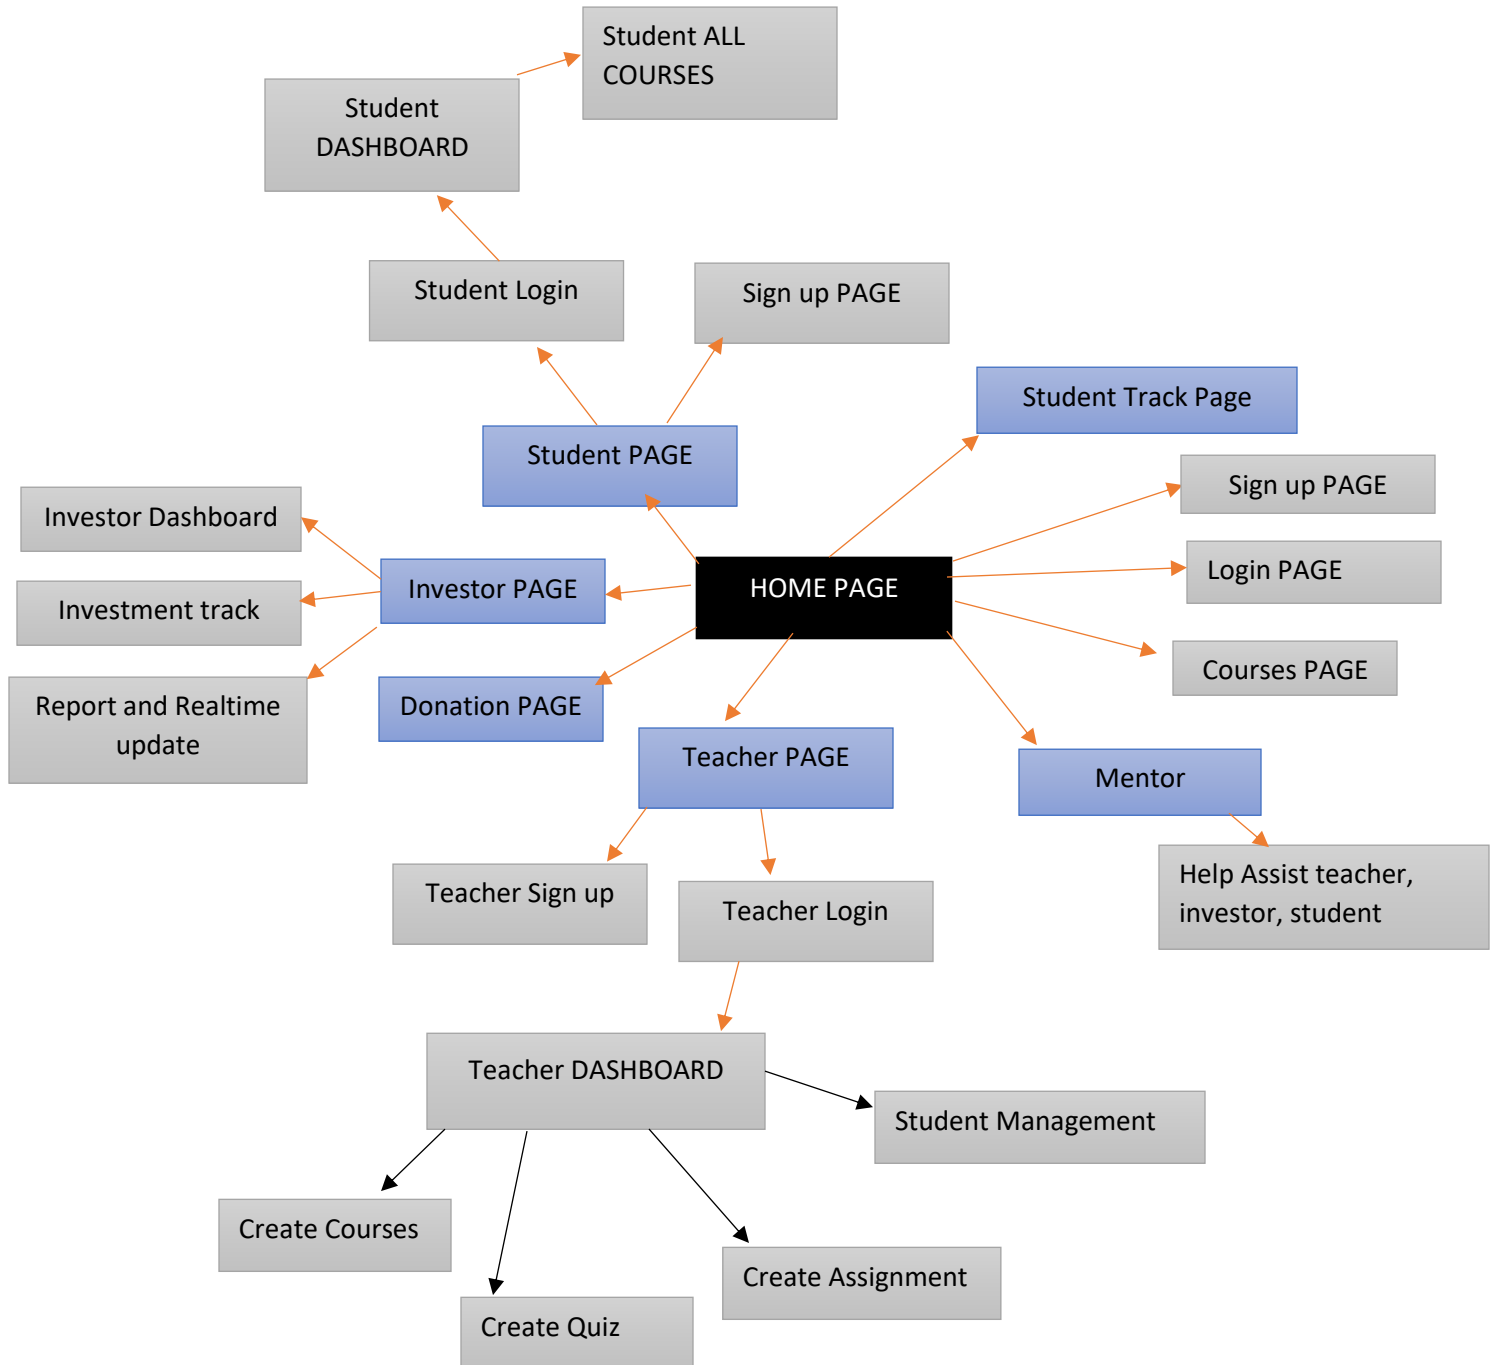 Student ALL
COURSES
Student
DASHBOARD
Student Login
Sign up PAGE
Student Track Page
Student PAGE
Sign up PAGE
Investor Dashboard
Login PAGE
Investor PAGE
HOME PAGE
Investment track
Courses PAGE
Report and Realtime
update
Donation PAGE
Teacher PAGE
Mentor
Help Assist teacher,
investor, student
Teacher Sign up
Teacher Login
Teacher DASHBOARD
Student Management
Create Courses
Create Assignment
Create Quiz